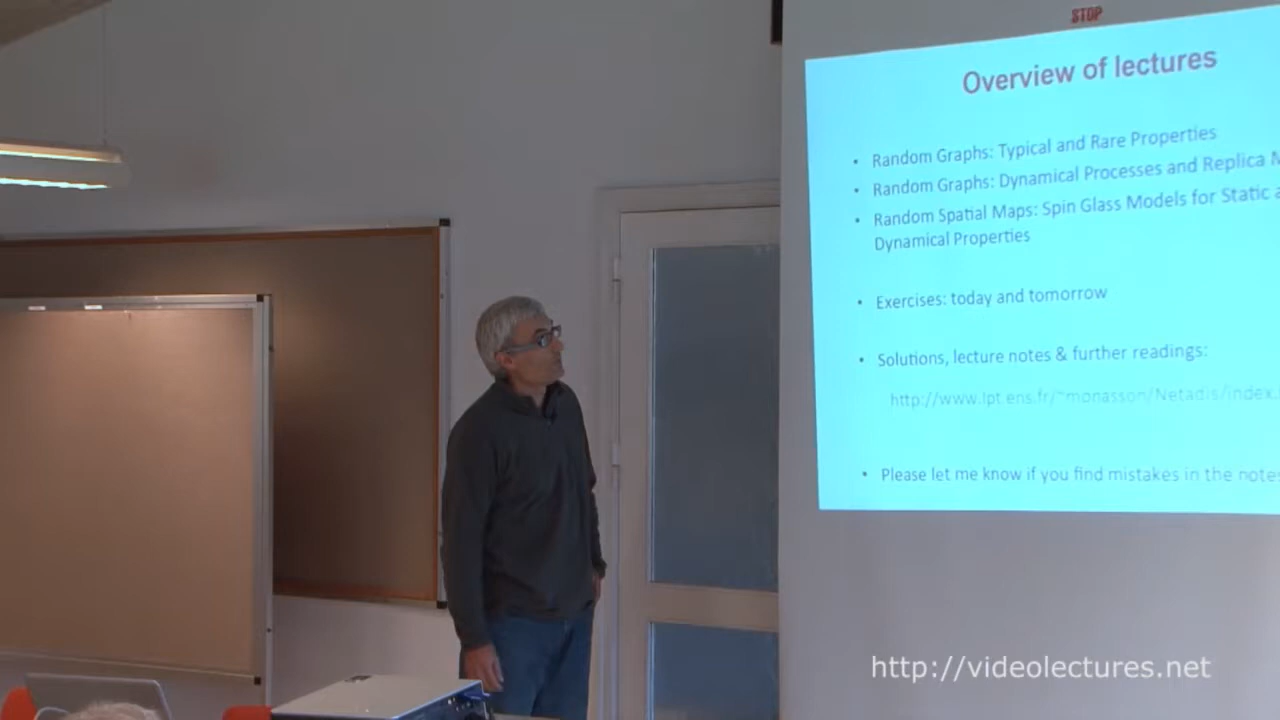 STOP
Overview of lectures
• Random Graphs: Typical and Rare Properties
• Random Graphs: Dynamical Processes and Replica
• Random Spatial Maps: Spin Glass Models for Static
Dynamical Properties
• Exercises: today and tomorrow
• Solutions, lecture notes & further readings:
http://www.lpt.ens.fr/~monasson/Netadis/index.
• Please let me know if you find mistakes in the notes
http://videolectures.net